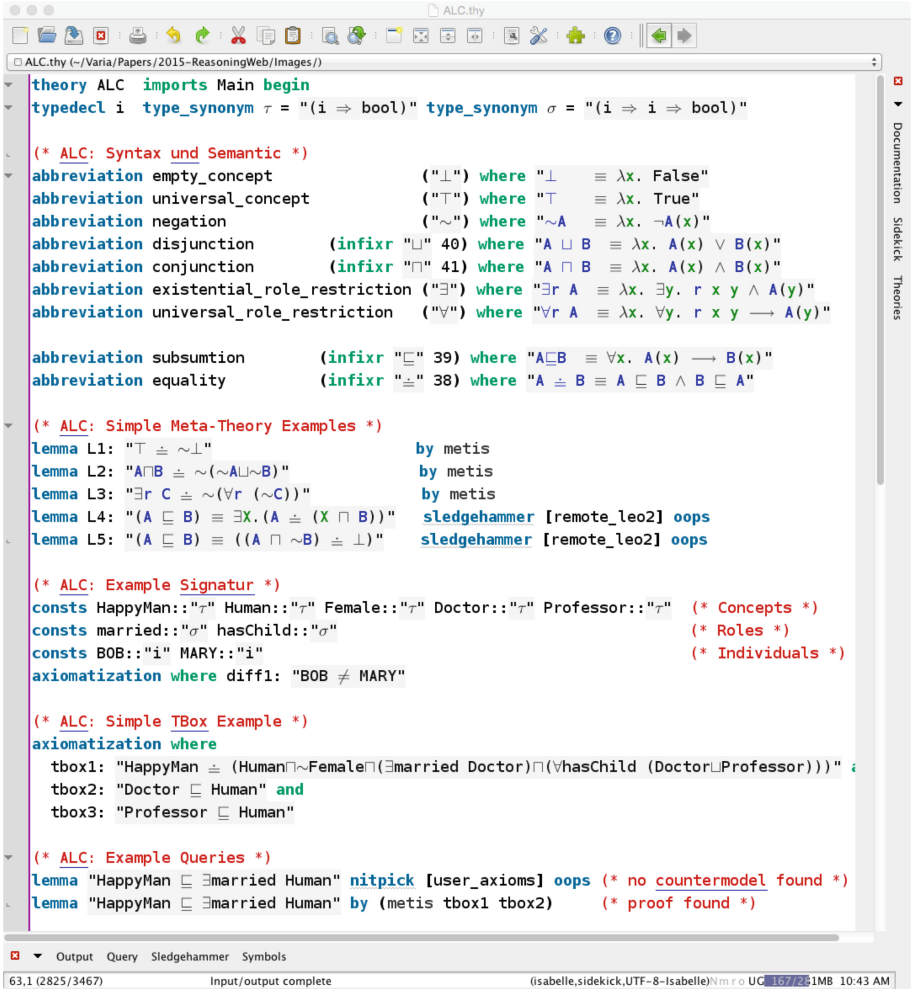 ALC.thy
ALC.thy (~/Varia/Papers/2015-ReasoningWeb/Images/)
theory ALC imports Main begin
typedecl i type_synonym τ = "(i ⇒ bool)" type_synonym σ = "(i ⇒ i ⇒ bool)"
(* ALC: Syntax und Semantic *)
abbreviation empty_concept ("⊥") where "⊥ ≡ λx. False"
abbreviation universal_concept ("⊤") where "⊤ ≡ λx. True"
abbreviation negation ("∼") where "∼A ≡ λx. ¬A(x)"
abbreviation disjunction (infixr "⊔" 40) where "A ⊔ B ≡ λx. A(x) ∨ B(x)"
abbreviation conjunction (infixr "⊓" 41) where "A ⊓ B ≡ λx. A(x) ∧ B(x)"
abbreviation existential_role_restriction ("∃") where "∃r A ≡ λx. ∃y. r x y ∧ A(y)"
abbreviation universal_role_restriction ("∀") where "∀r A ≡ λx. ∀y. r x y ⟶ A(y)"
abbreviation subsumtion (infixr "⊑" 39) where "A⊑B ≡ ∀x. A(x) ⟶ B(x)"
abbreviation equality (infixr "≐" 38) where "A ≐ B ≡ A ⊑ B ∧ B ⊑ A"
(* ALC: Simple Meta-Theory Examples *)
lemma L1: "⊤ ≐ ∼⊥" by metis
lemma L2: "A⊓B ≐ ∼(∼A⊔∼B)" by metis
lemma L3: "∃r C ≐ ∼(∀r (∼C))" by metis
lemma L4: "(A ⊑ B) ≡ ∃X.(A ≐ (X ⊓ B))" sledgehammer [remote_leo2] oops
lemma L5: "(A ⊑ B) ≡ ((A ⊓ ∼B) ≐ ⊥)" sledgehammer [remote_leo2] oops
(* ALC: Example Signatur *)
consts HappyMan::"τ" Human::"τ" Female::"τ" Doctor::"τ" Professor::"τ" (* Concepts *)
consts married::"σ" hasChild::"σ" (* Roles *)
consts BOB::"i" MARY::"i" (* Individuals *)
axiomatization where diff1: "BOB ≠ MARY"
(* ALC: Simple TBox Example *)
axiomatization where
tbox1: "HappyMan ≐ (Human⊓∼Female⊓(∃married Doctor)⊓(∀hasChild (Doctor⊔Professor)))"
tbox2: "Doctor ⊑ Human" and
tbox3: "Professor ⊑ Human"
(* ALC: Example Queries *)
lemma "HappyMan ⊑ ∃married Human" nitpick [user_axioms] oops (* no countermodel found *)
lemma "HappyMan ⊑ ∃married Human" by (metis tbox1 tbox2) (* proof found *)
Documentation
Sidekick
Theories
Output Query Sledgehammer Symbols
63,1 (2825/3467) Input/output complete (isabelle,sidekick,UTF-8-Isabelle)N m r o UG 10:43 AM